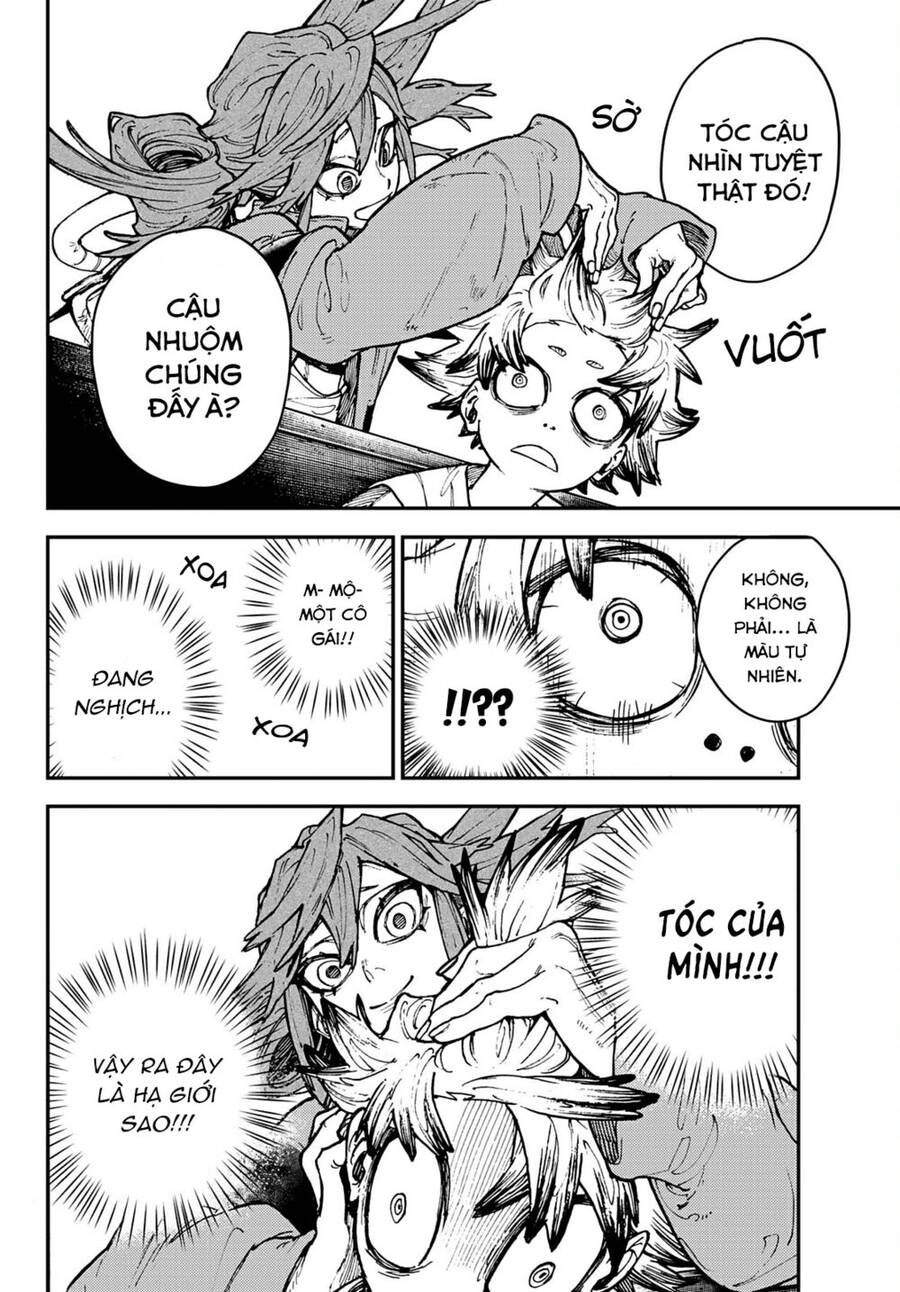 TÓC CẬU
NHÌN TUYỆT
THẬT ĐÓ!
SỜ
VUỐT
CẬU
NHUỘM
CHÚNG
ĐẤY À?
KHÔNG,
KHÔNG
PHẢI... LÀ
MÀU TỰ
NHIÊN.
!!??
M- MỘ-
MỘT CÔ
GÁI!!
XOA
ĐANG
NGHỊCH...
XOA
TÓC CỦA
MÌNH!!!
VẬY RA ĐÂY
LÀ HẠ GIỚI
SAO!!!